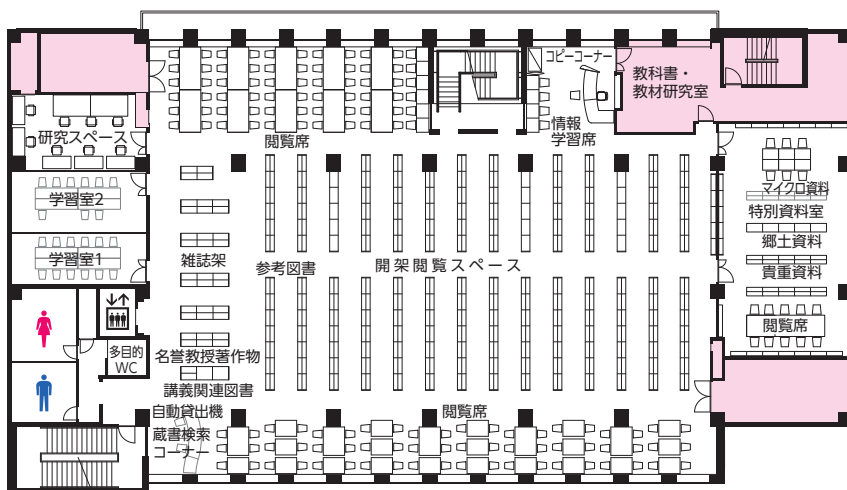 コピーコーナー
教科書・
教材研究室
情報
学習席
研究スペース
閲覧席
学習室2
マイクロ資料
特別資料室
郷土資料
貴重資料
学習室1
雑誌架
参考図書
開架閲覧スペース
閲覧席
多目的
WC
名誉教授著作物
講義関連図書
自動貸出機
閲覧席
蔵書検索
コーナー